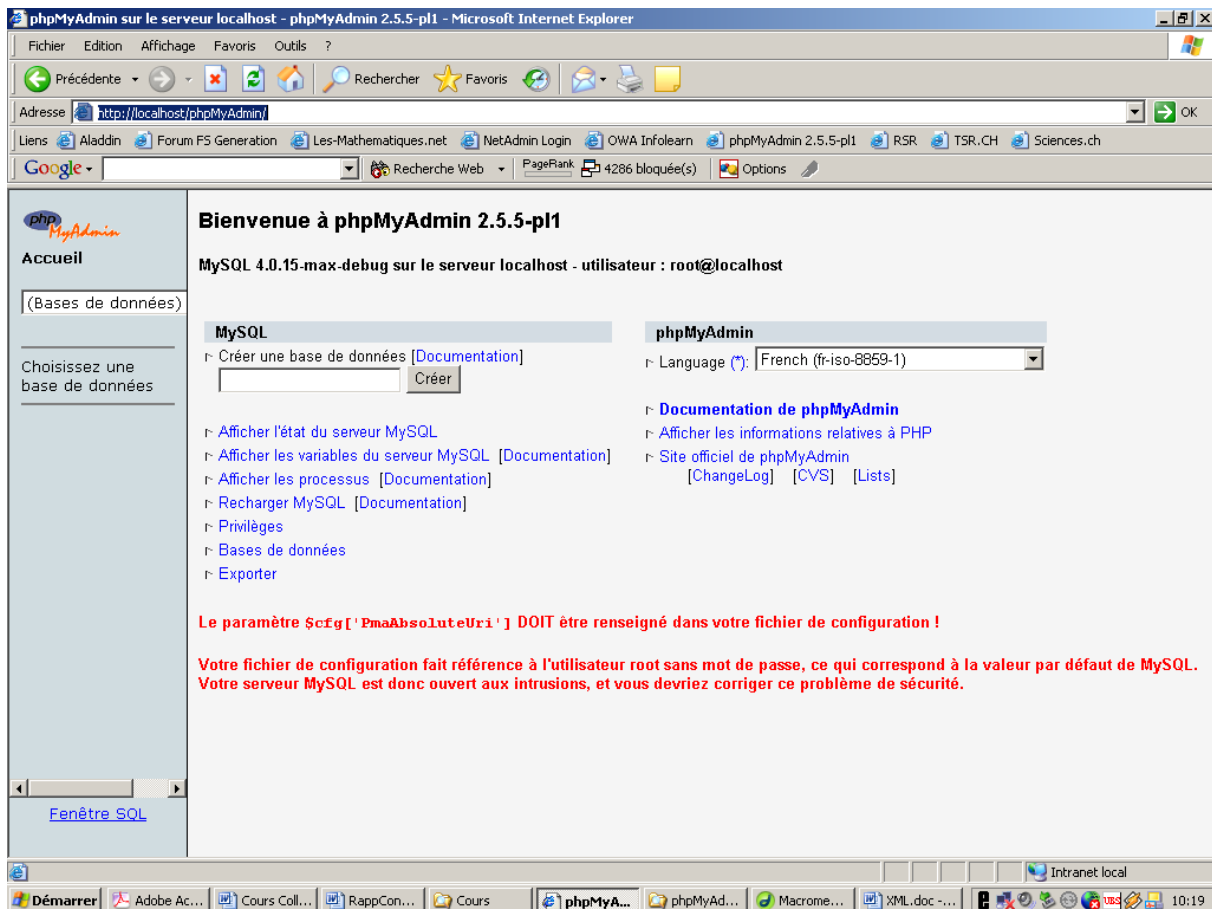 phpMyAdmin sur le serveur localhost - phpMyAdmin 2.5.5-pl1 - Microsoft Internet Explorer
Fichier Edition Affichage Favoris Outils ?
Précédente Rechercher Favoris
Adresse http://localhost/phpMyAdmin/ OK
Liens Aladdin Forum FS Generation Les-Mathematiques.net NetAdmin Login OWA Infolearn phpMyAdmin 2.5.5-pl1 RSR TSR.CH Sciences.ch
Google Recherche Web PageRank 4286 bloquée(s) Options
php
MyAdmin
Accueil
(Bases de données)
Choisissez une
base de données
Fenêtre SQL
Bienvenue à phpMyAdmin 2.5.5-pl1
MySQL 4.0.15-max-debug sur le serveur localhost - utilisateur : root@localhost
MySQL
Créer une base de données [Documentation]
Créer
Afficher l'état du serveur MySQL
Afficher les variables du serveur MySQL [Documentation]
Afficher les processus [Documentation]
Recharger MySQL [Documentation]
Privilèges
Bases de données
Exporter
phpMyAdmin
Language (*): French (fr-iso-8859-1)
Documentation de phpMyAdmin
Afficher les informations relatives à PHP
Site officiel de phpMyAdmin
[ChangeLog] [CVS] [Lists]
Le paramètre $cfg['PmaAbsoluteUri'] DOIT être renseigné dans votre fichier de configuration !
Votre fichier de configuration fait référence à l'utilisateur root sans mot de passe, ce qui correspond à la valeur par défaut de MySQL.
Votre serveur MySQL est donc ouvert aux intrusions, et vous devriez corriger ce problème de sécurité.
Intranet local
Démarrer Adobe Ac... Cours Coll... RappCon... Cours phpMyA... phpMyAd... Macrome... XML.doc -... UBS 10:19